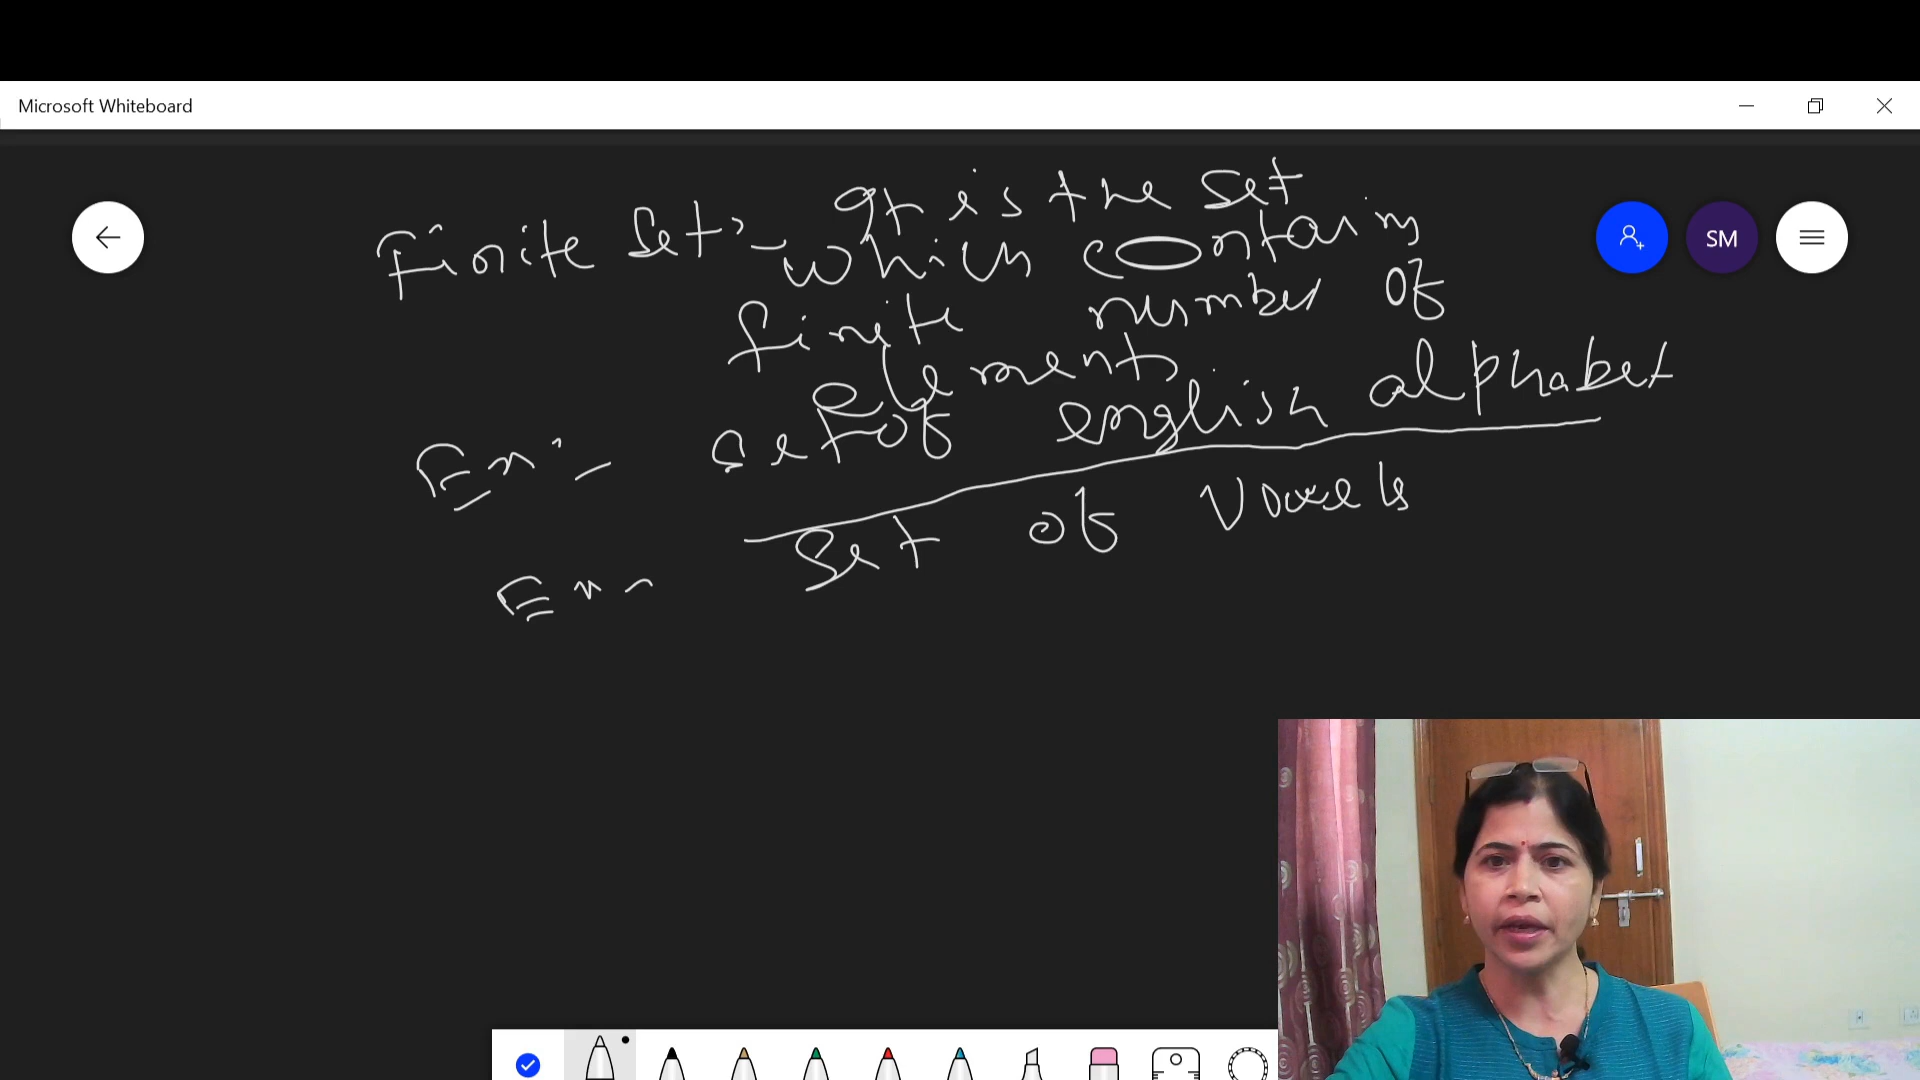 Microsoft Whiteboard
Finite Set:- It is the set
which contains
finite number of
elements
Ex:- set of english alphabet
Ex- Set of Vowels
SM